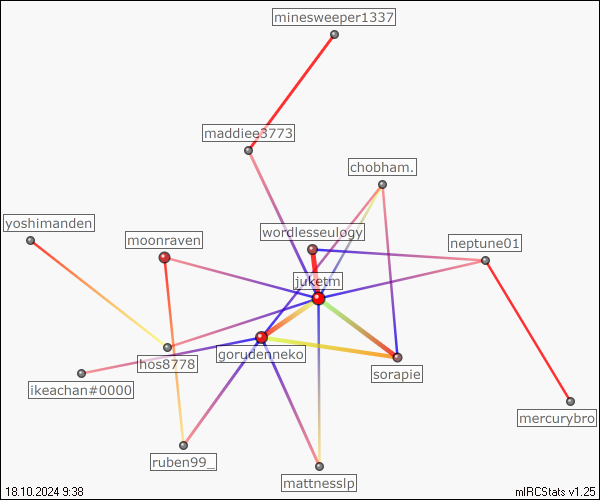 minesweeper1337
maddiee3773
chobham.
yoshimanden
wordlesseulogy
moonraven
neptune01
juketm
gorudenneko
hos8778
sorapie
ikeachan#0000
mercurybro
ruben99_
mattnesslp
18.10.2024 9:38
mIRCStats v1.25